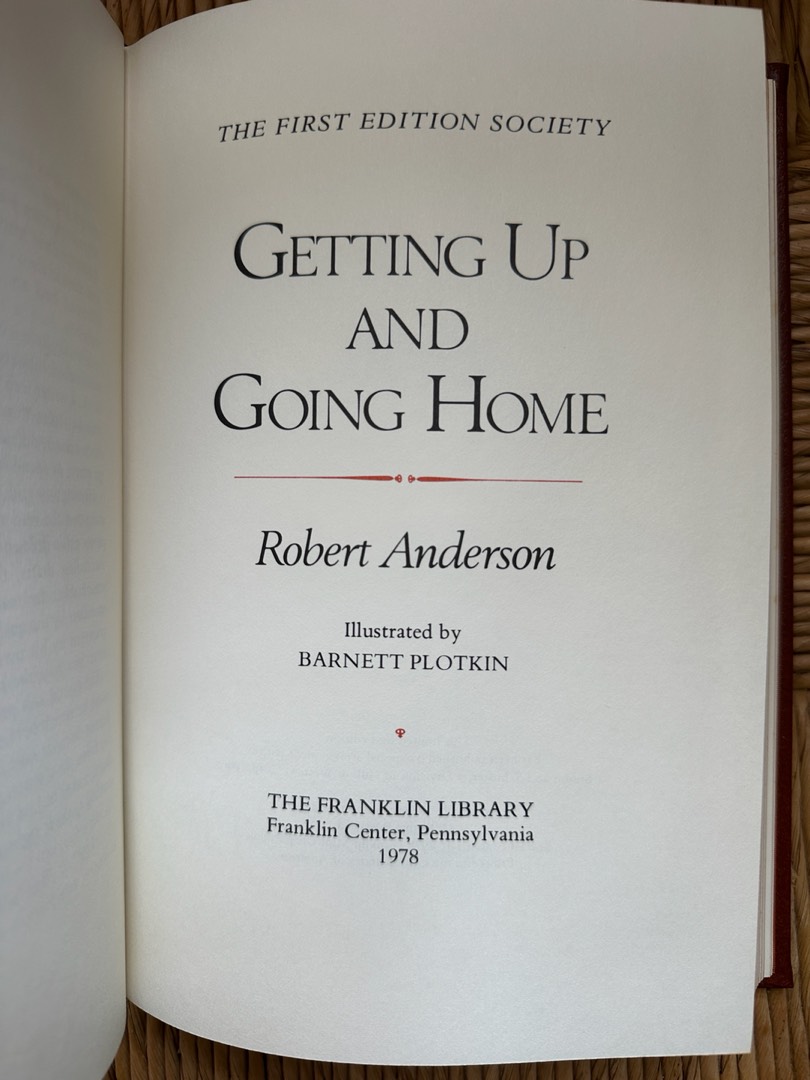 THE FIRST EDITION SOCIETY
GETTING UP
AND
GOING HOME
Robert Anderson
Illustrated by
BARNETT PLOTKIN
THE FRANKLIN LIBRARY
Franklin Center, Pennsylvania
1978